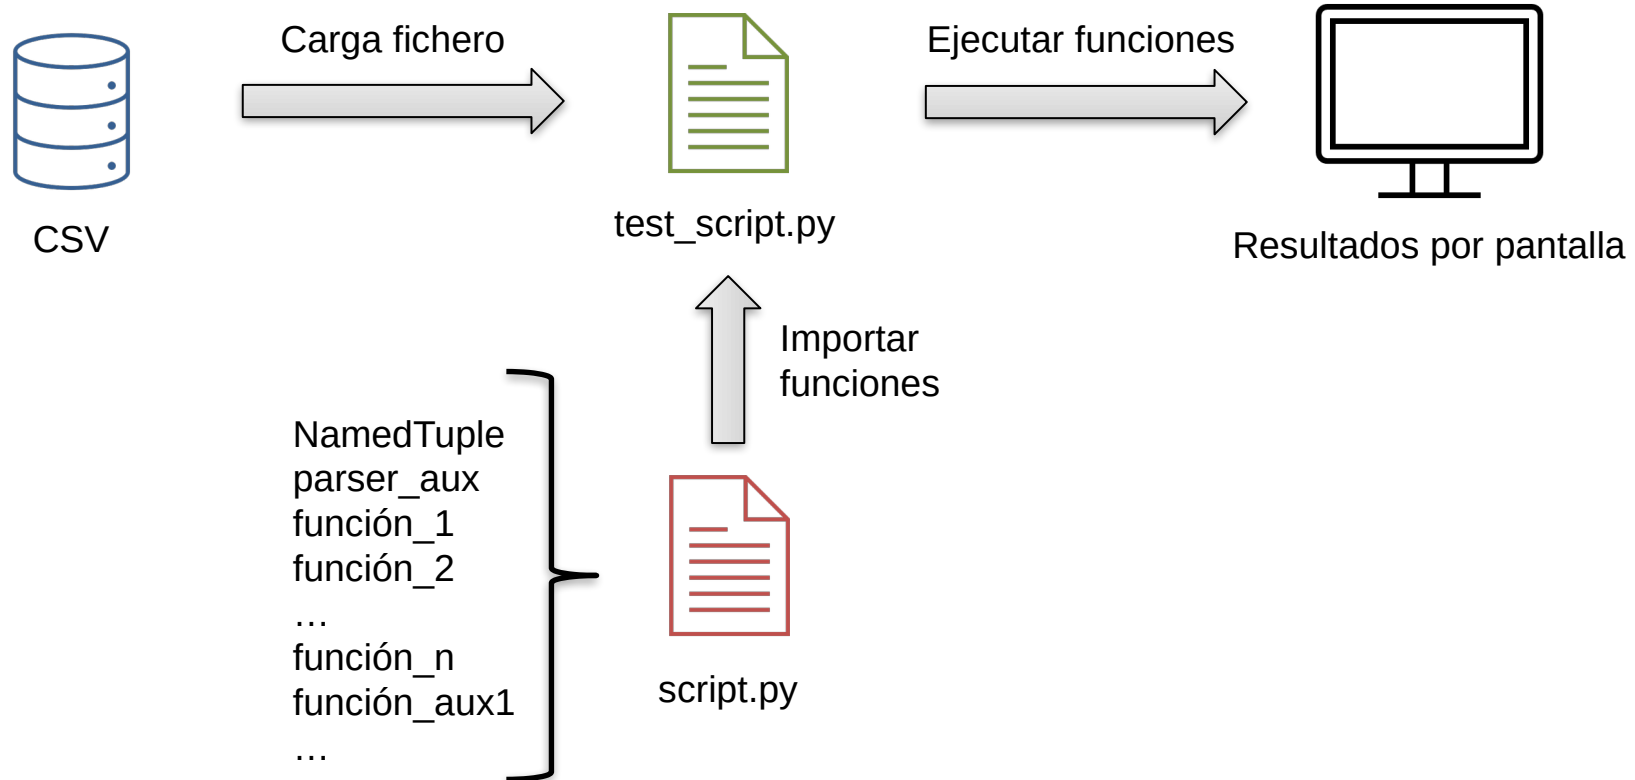 Carga fichero
Ejecutar funciones
CSV
test_script.py
Resultados por pantalla
Importar
funciones
NamedTuple
parser_aux
función_1
función_2
…
función_n
función_aux1
…
script.py